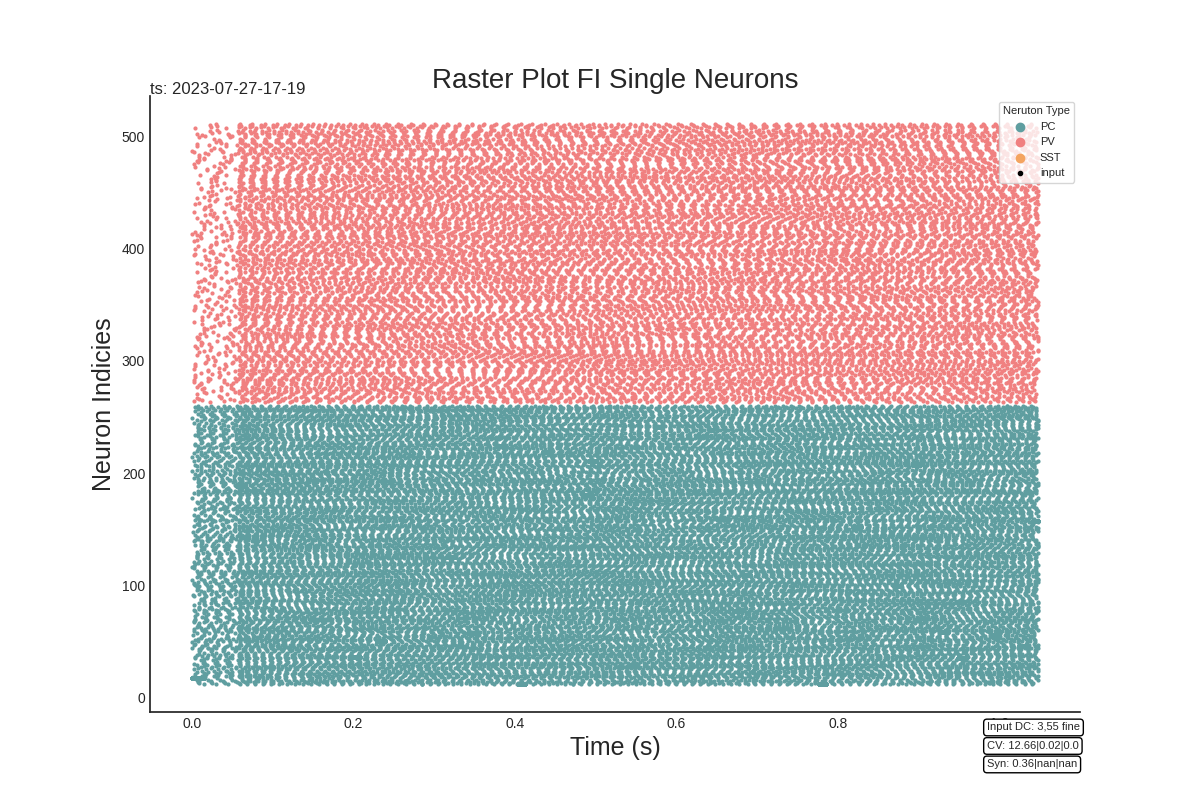 Raster Plot FI Single Neurons
ts: 2023-07-27-17-19
Neruton Type
PC
PV
SST
input
500
400
300
200
100
0
Neuron Indicies
0.0 0.2 0.4 0.6 0.8
Time (s)
Input DC: 3,55 fine
CV: 12.66|0.02|0.0
Syn: 0.36|nan|nan